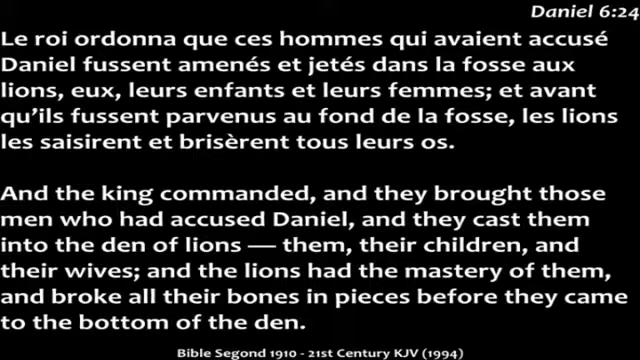 Daniel 6:24
Le roi ordonna que ces hommes qui avaient accusé
Daniel fussent amenés et jetés dans la fosse aux
lions, eux, leurs enfants et leurs femmes; et avant
qu’ils fussent parvenus au fond de la fosse, les lions
les saisirent et brisèrent tous leurs os.
And the king commanded, and they brought those
men who had accused Daniel, and they cast them
into the den of lions — them, their children, and
their wives; and the lions had the mastery of them,
and broke all their bones in pieces before they came
to the bottom of the den.
Bible Segond 1910 - 21st Century KJV (1994)